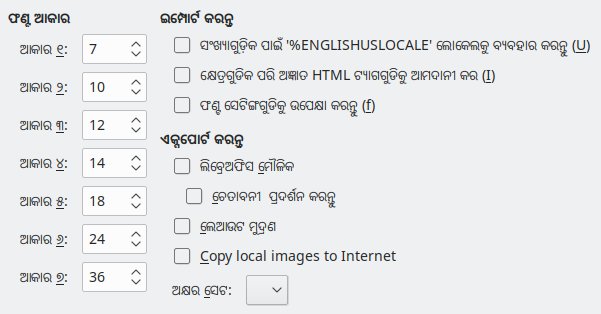 ଫଣ୍ଟ ଆକାର
ଆକାର ୧: 7
ଆକାର ୨: 10
ଆକାର ୩: 12
ଆକାର ୪: 14
ଆକାର ୫: 18
ଆକାର ୬: 24
ଆକାର ୭: 36
ଇମ୍ପୋର୍ଟ କରନ୍ତୁ
ସଂଖ୍ୟାଗୁଡ଼ିକ ପାଇଁ '%ENGLISHUSLOCALE' ଲୋକେଲକୁ ବ୍ୟବହାର କରନ୍ତୁ (U)
କ୍ଷେତ୍ରଗୁଡିକ ପରି ଅଜ୍ଞାତ HTML ଟ୍ୟାଗଗୁଡିକୁ ଆମଦାନୀ କର (I)
ଫଣ୍ଟ ସେଟିଙ୍ଗଗୁଡିକୁ ଉପେକ୍ଷା କରନ୍ତୁ (f)
ଏକ୍ସପୋର୍ଟ କରନ୍ତୁ
ଲିବ୍ରେଅଫିସ ମୌଳିକ
ଚେତାବନୀ ପ୍ରଦର୍ଶନ କରନ୍ତୁ
ଲେଆଉଟ ମୁଦ୍ରଣ
Copy local images to Internet
ଅକ୍ଷର ସେଟ: